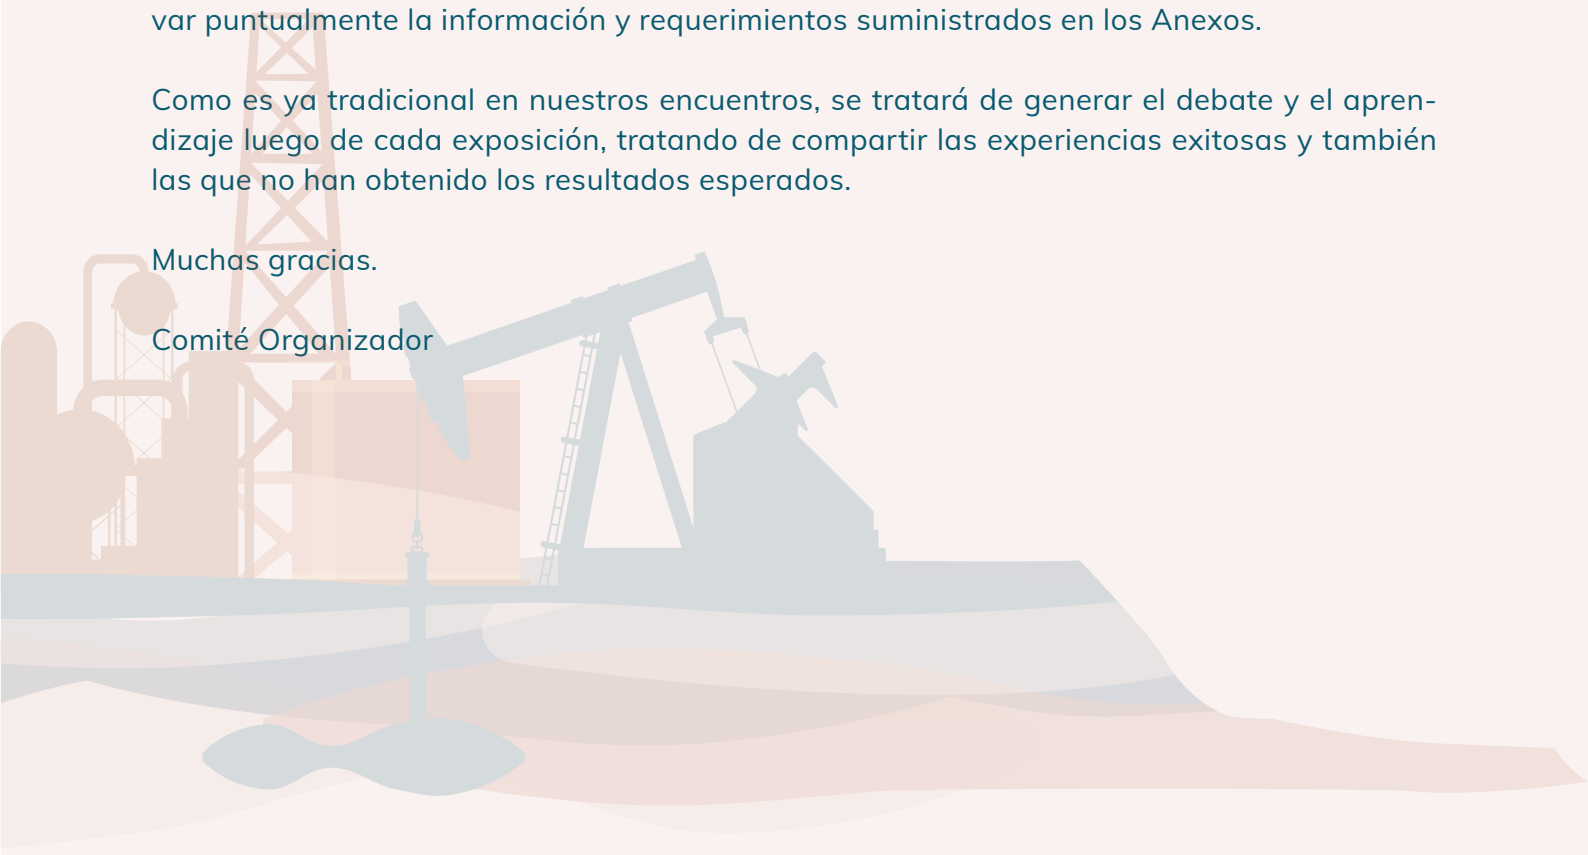 var puntualmente la información y requerimientos suministrados en los Anexos.
Como es ya tradicional en nuestros encuentros, se tratará de generar el debate y el apren-
dizaje luego de cada exposición, tratando de compartir las experiencias exitosas y también
las que no han obtenido los resultados esperados.
Muchas gracias.
Comité Organizador